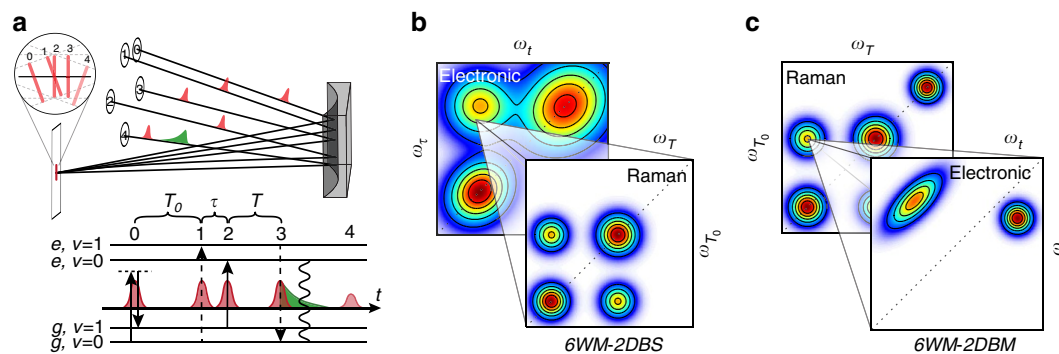 a
0
1
2
3
4
0
1
3
2
4
T0
τ
T
0
1
2
3
4
e, v=1
e, v=0
t
g, v=1
g, v=0
b
ωt
Electronic
ωτ
ωT
Raman
ωT0
6WM-2DBS
c
ωT
Raman
ωT0
ωt
Electronic
ω
6WM-2DBM